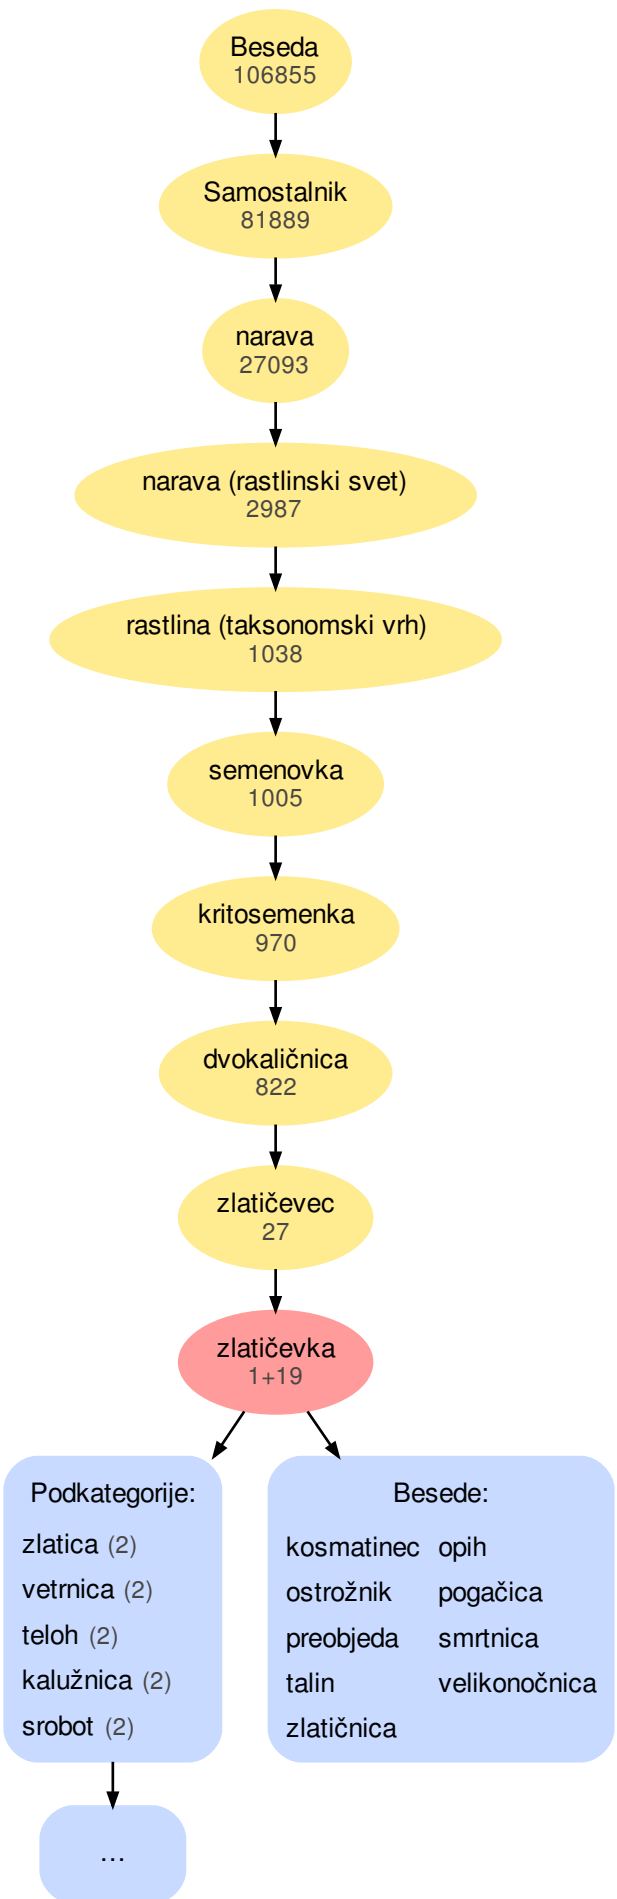 Beseda
106855
Samostalnik
81889
narava
27093
narava (rastlinski svet)
2987
rastlina (taksonomski vrh)
1038
semenovka
1005
kritosemenka
970
dvokaličnica
822
zlatičevec
27
zlatičevka
1+19
Podkategorije:
zlatica (2)
vetrnica (2)
teloh (2)
kalužnica (2)
srobot (2)
...
Besede:
kosmatinec opih
ostrožnik pogačica
preobjeda smrtnica
talin velikonočnica
zlatičnica